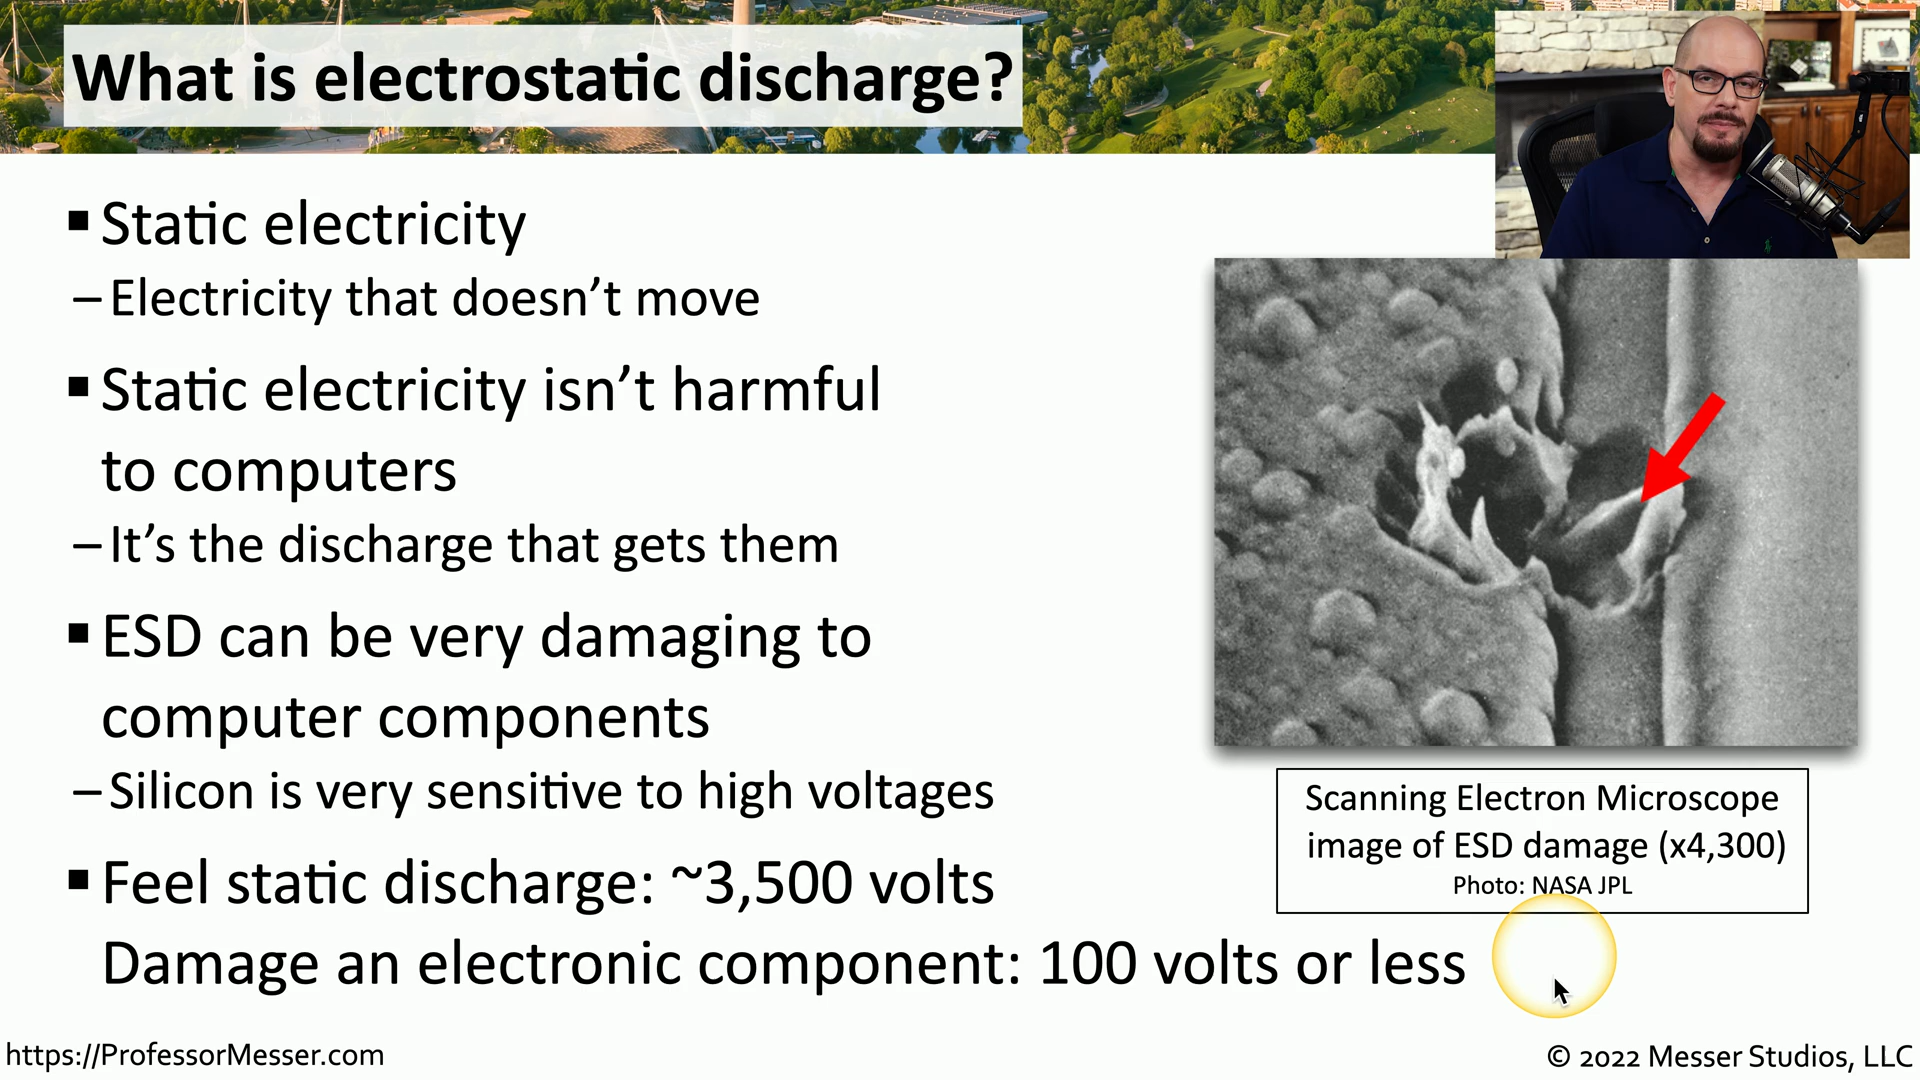 What is electrostatic discharge?
▪ Static electricity
– Electricity that doesn’t move
▪ Static electricity isn’t harmful
to computers
– It’s the discharge that gets them
▪ ESD can be very damaging to
computer components
– Silicon is very sensitive to high voltages
▪ Feel static discharge: ~3,500 volts
Damage an electronic component: 100 volts or less
Scanning Electron Microscope
image of ESD damage (x4,300)
Photo: NASA JPL
https://ProfessorMesser.com
© 2022 Messer Studios, LLC